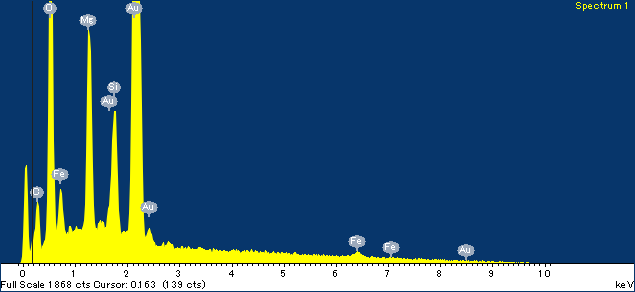 Spectrum 1
O Au
Mg
Si
Au
Fe
C
Au
Fe Fe Au
0 1 2 3 4 5 6 7 8 9 10
Full Scale 1868 cts Cursor: 0.163 (139 cts) keV